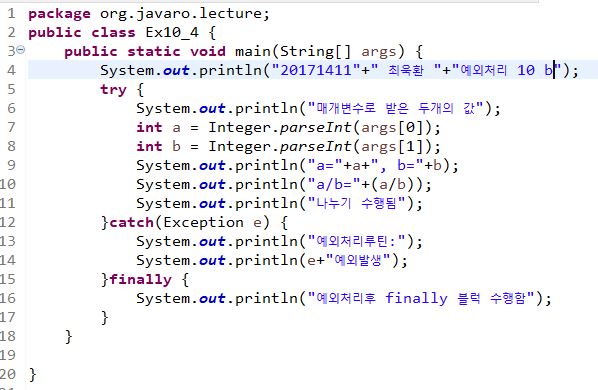 1 package org.javaro.lecture;
2 public class Ex10_4 {
3 public static void main(String[] args) {
4 System.out.println("20171411"+" 최욱환 "+"예외처리 10 b");
5 try {
6 System.out.println("매개변수로 받은 두개의 값");
7 int a = Integer.parseInt(args[0]);
8 int b = Integer.parseInt(args[1]);
9 System.out.println("a="+a+", b="+b);
10 System.out.println("a/b="+(a/b));
11 System.out.println("나누기 수행됨");
12 }catch(Exception e) {
13 System.out.println("예외처리루틴:");
14 System.out.println(e+"예외발생");
15 }finally {
16 System.out.println("예외처리후 finally 블럭 수행함");
17 }
18 }
19
20 }